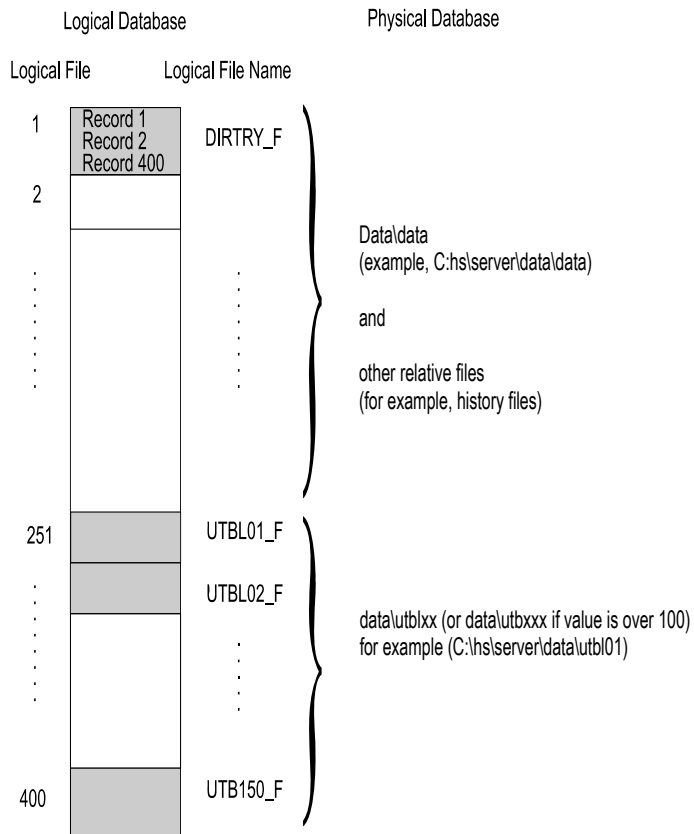 Logical Database
Physical Database
Logical File
Logical File Name
1
Record 1
Record 2
Record 400
DIRTRY_F
2
Data\data
(example, C:hs\server\data\data)
and
other relative files
(for example, history files)
251
UTBL01_F
UTBL02_F
data\utblxx (or data\utbxxx if value is over 100)
for example (C:\hs\server\data\utbl01)
400
UTB150_F